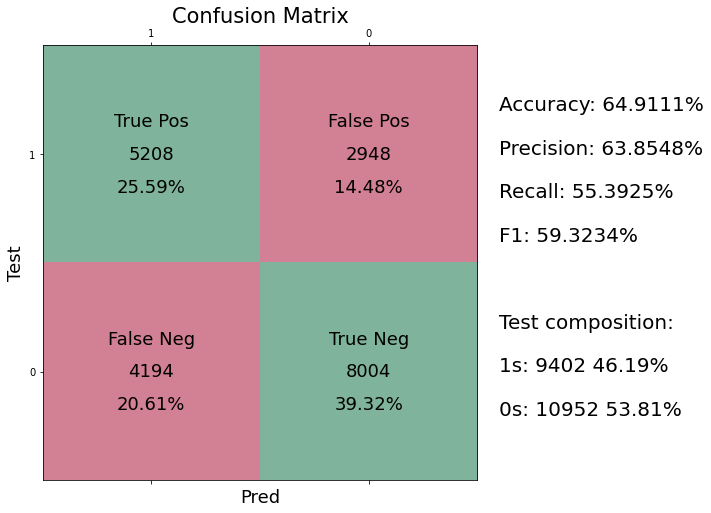 Confusion Matrix
1
0
1
True Pos
5208
25.59%
False Pos
2948
14.48%
Test
0
False Neg
4194
20.61%
True Neg
8004
39.32%
Pred
Accuracy: 64.9111%
Precision: 63.8548%
Recall: 55.3925%
F1: 59.3234%
Test composition:
1s: 9402 46.19%
0s: 10952 53.81%